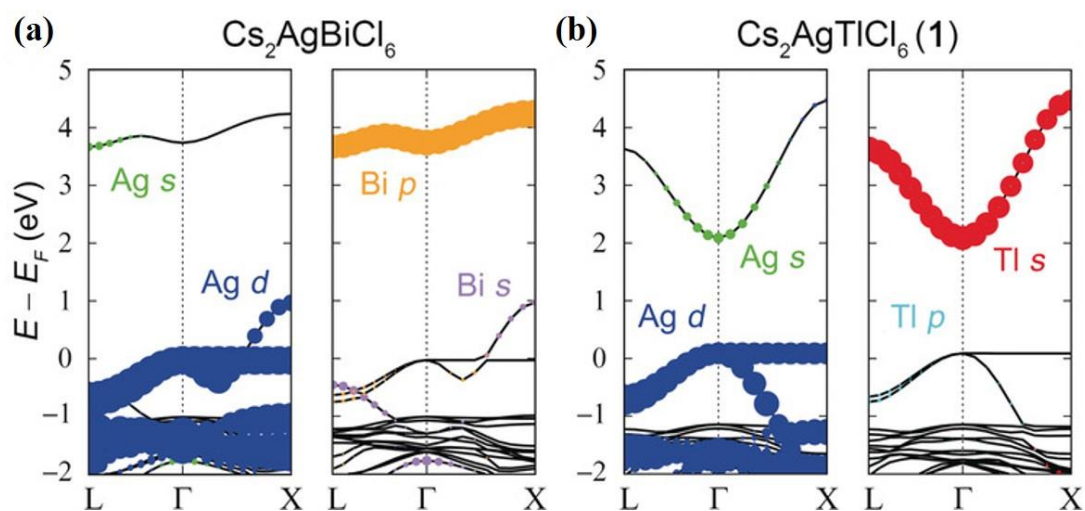 (a)
Cs₂AgBiCl₆
(b)
Cs₂AgTlCl₆ (1)
E − E_F (eV)
5
4
3
2
1
0
−1
−2
Ag s
Ag d
L Γ X
Bi p
Bi s
L Γ X
5
4
3
2
1
0
−1
−2
Ag s
Ag d
L Γ X
Tl s
Tl p
L Γ X